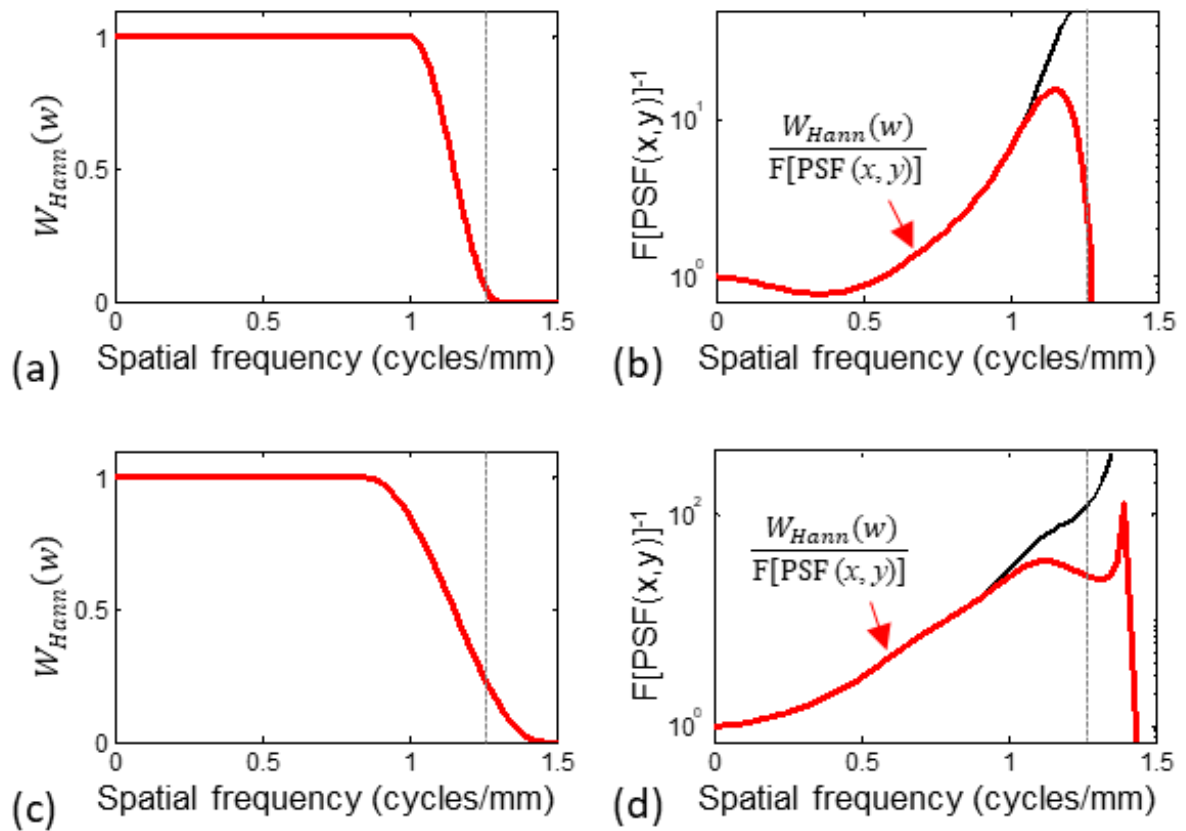 1
0.5
0
W_Hann(w)
0
0.5
1
1.5
Spatial frequency (cycles/mm)
(a)
10^1
10^0
F[PSF(x,y)]^-1
W_Hann(w)
F[PSF(x, y)]
0
0.5
1
1.5
Spatial frequency (cycles/mm)
(b)
1
0.5
0
W_Hann(w)
0
0.5
1
1.5
Spatial frequency (cycles/mm)
(c)
10^2
10^0
F[PSF(x,y)]^-1
W_Hann(w)
F[PSF(x, y)]
0
0.5
1
1.5
Spatial frequency (cycles/mm)
(d)